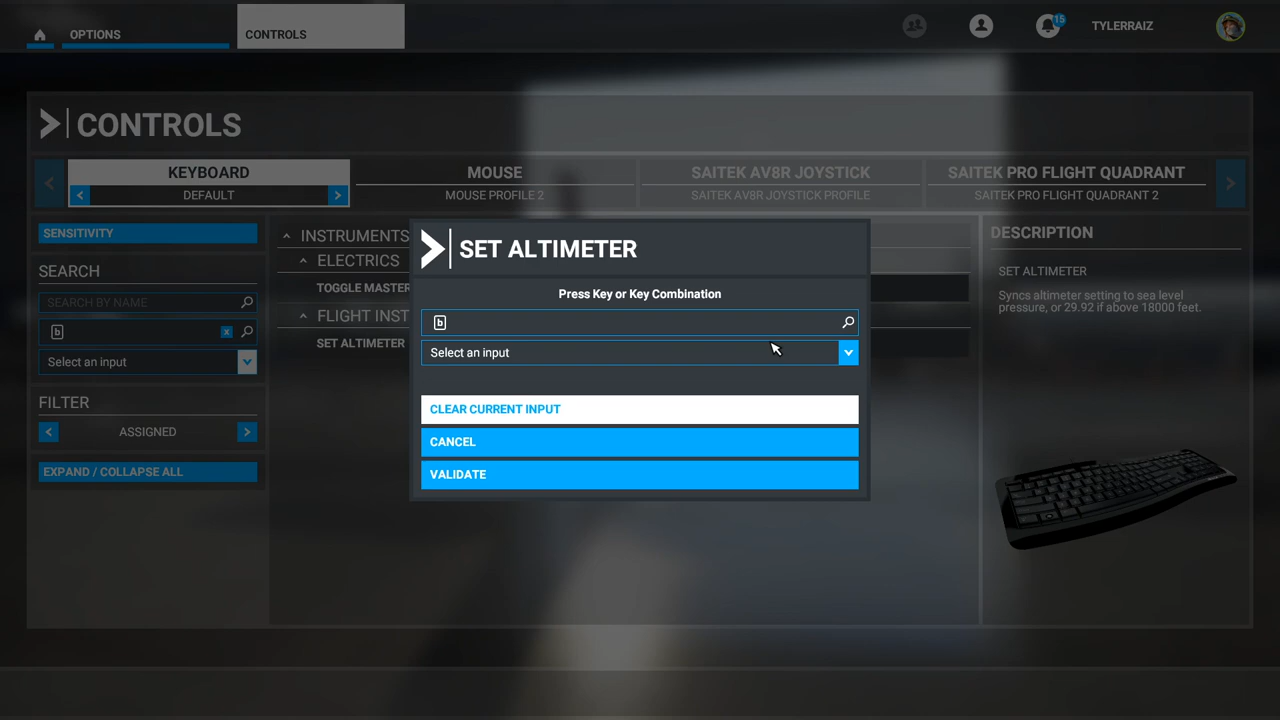 OPTIONS
CONTROLS
15
TYLERRAIZ
CONTROLS
KEYBOARD
DEFAULT
MOUSE
MOUSE PROFILE 2
SAITEK AV8R JOYSTICK
SAITEK AV8R JOYSTICK PROFILE
SAITEK PRO FLIGHT QUADRANT
SAITEK PRO FLIGHT QUADRANT 2
SENSITIVITY
SEARCH
SEARCH BY NAME
b
x
Select an input
FILTER
ASSIGNED
EXPAND / COLLAPSE ALL
INSTRUMENTS
ELECTRICS
TOGGLE MASTER
FLIGHT INST
SET ALTIMETER
SET ALTIMETER
Press Key or Key Combination
b
Select an input
CLEAR CURRENT INPUT
CANCEL
VALIDATE
DESCRIPTION
SET ALTIMETER
Syncs altimeter setting to sea level
pressure, or 29.92 if above 18000 feet.